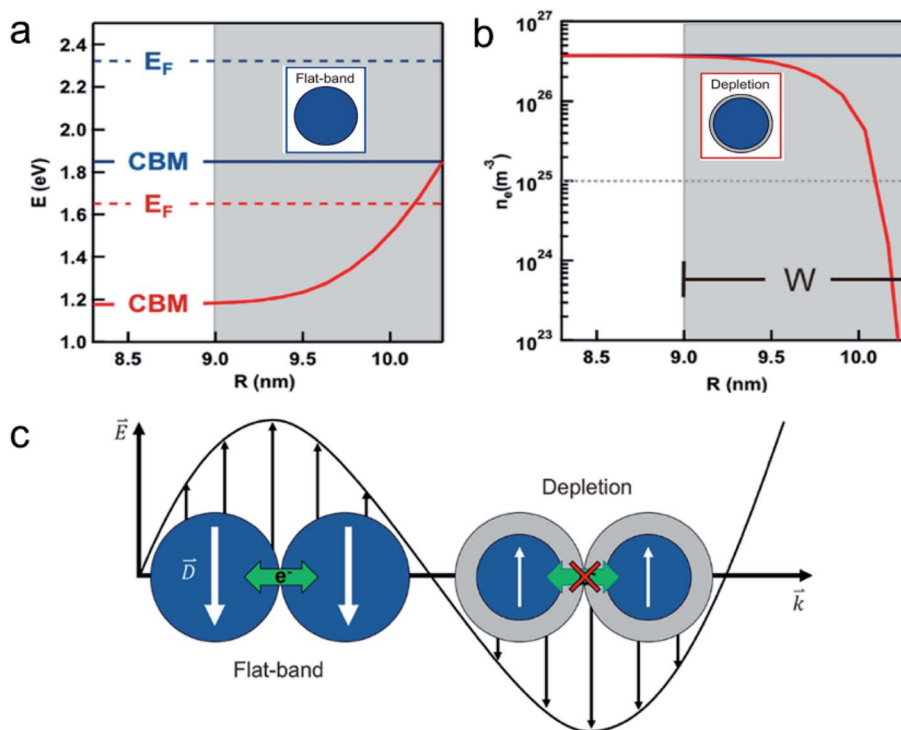 a
2.4
2.2
2.0
1.8
1.6
1.4
1.2
1.0
E (eV)
E_F
CBM
E_F
CBM
Flat-band
8.5 9.0 9.5 10.0
R (nm)
b
10^27
10^26
10^25
10^24
10^23
n_e(m^-3)
Depletion
W
8.5 9.0 9.5 10.0
R (nm)
c
E⃗
Depletion
D⃗
e^-
k⃗
Flat-band